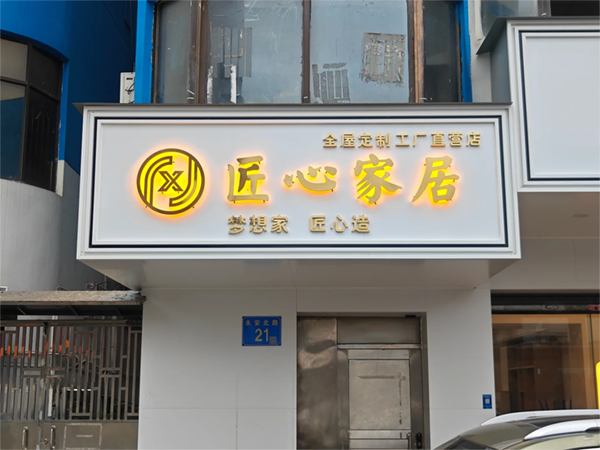 全屋定制工厂直营店
X 匠心家居
梦想家 匠心造
永安北路
21